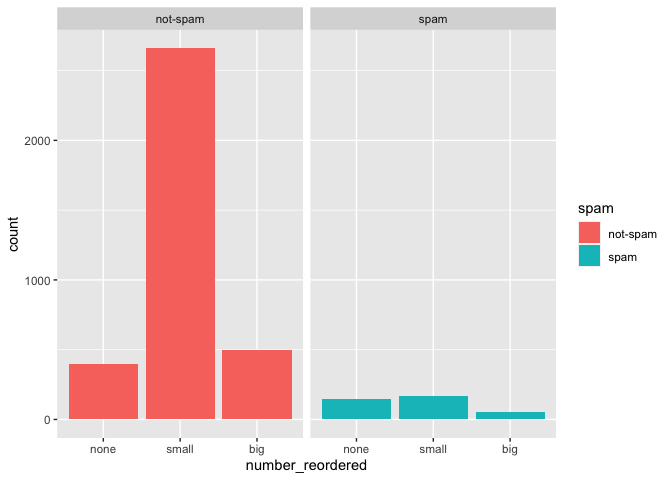 not-spam
spam
count
2000
1000
0
none
small
big
none
small
big
number_reordered
spam
not-spam
spam